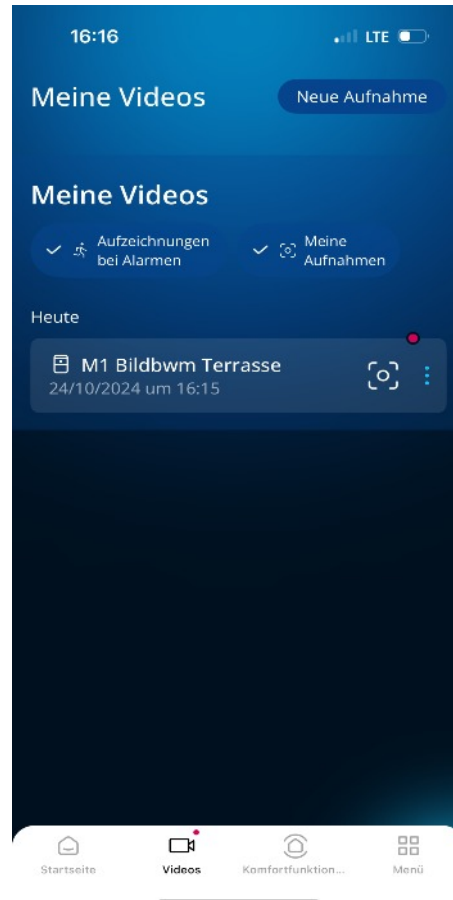 16:16
LTE
Meine Videos
Neue Aufnahme
Meine Videos
Aufzeichnungen
bei Alarmen
Meine
Aufnahmen
Heute
M1 Bildbwm Terrasse
24/10/2024 um 16:15
Startseite
Videos
Komfortfunktion...
Menü